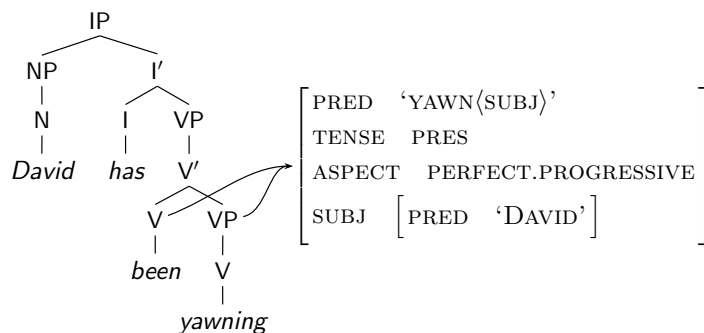 IP
NP I′
N I VP
David has V′
V VP
been V
yawning
PRED ‘YAWN⟨SUBJ⟩’
TENSE PRES
ASPECT PERFECT.PROGRESSIVE
SUBJ [PRED ‘DAVID’]